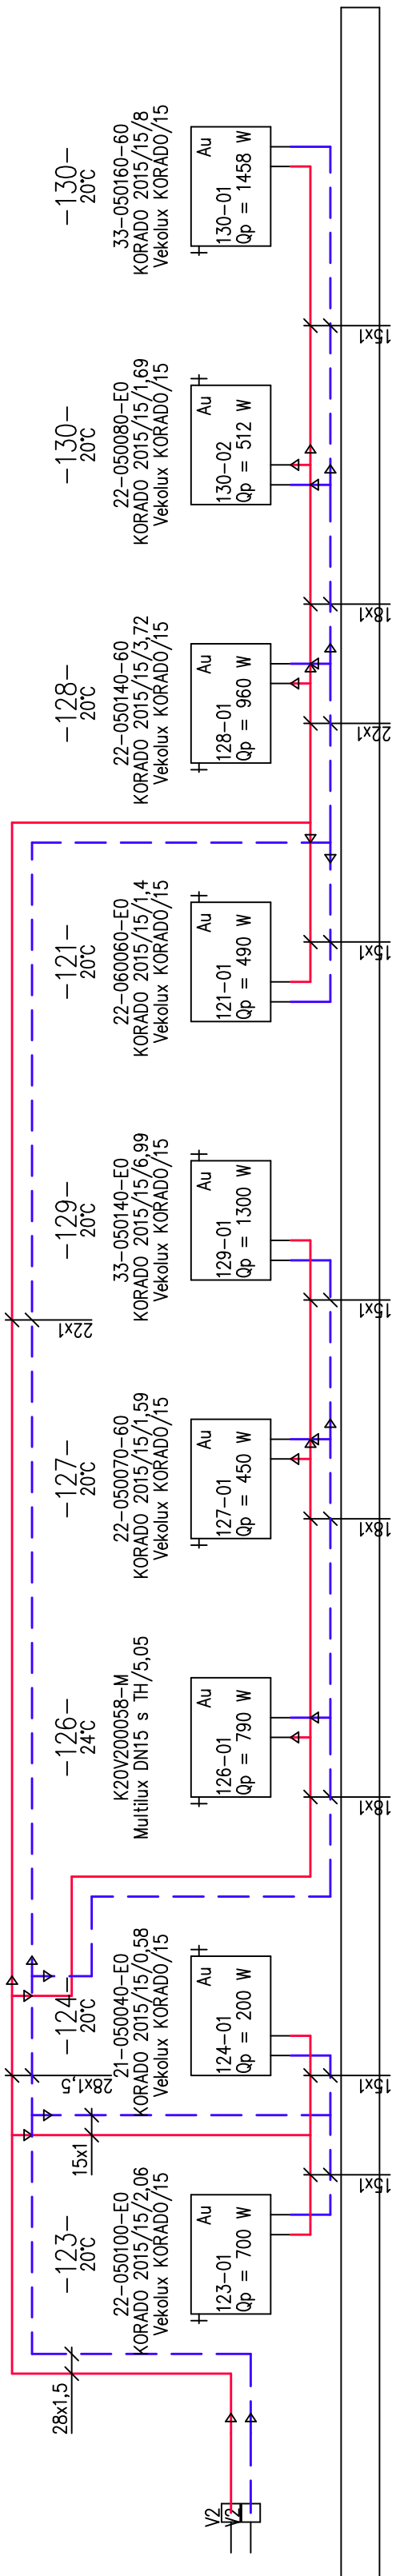 -123-
20°C
22-050100-E0
KORADO 2015/15/2,06
Vekolux KORADO/15
Au
123-01
Qp = 700 W
-124-
20°C
21-050040-E0
KORADO 2015/15/0,58
Vekolux KORADO/15
Au
124-01
Qp = 200 W
-126-
24°C
K20V200058-M
Multilux DN15 s TH/5,05
Au
126-01
Qp = 790 W
-127-
20°C
22-050070-60
KORADO 2015/15/1,59
Vekolux KORADO/15
Au
127-01
Qp = 450 W
-129-
20°C
33-050140-E0
KORADO 2015/15/6,99
Vekolux KORADO/15
Au
129-01
Qp = 1300 W
-121-
20°C
22-060060-E0
KORADO 2015/15/1,4
Vekolux KORADO/15
Au
121-01
Qp = 490 W
-128-
20°C
22-050140-60
KORADO 2015/15/3,72
Vekolux KORADO/15
Au
128-01
Qp = 960 W
-130-
20°C
22-050080-E0
KORADO 2015/15/1,69
Vekolux KORADO/15
Au
130-02
Qp = 512 W
-130-
20°C
33-050160-60
KORADO 2015/15/8
Vekolux KORADO/15
Au
130-01
Qp = 1458 W
V2
V2
28x1,5
15x1
28x1,5
22x1
15x1
15x1
18x1
18x1
15x1
15x1
22x1
18x1
15x1